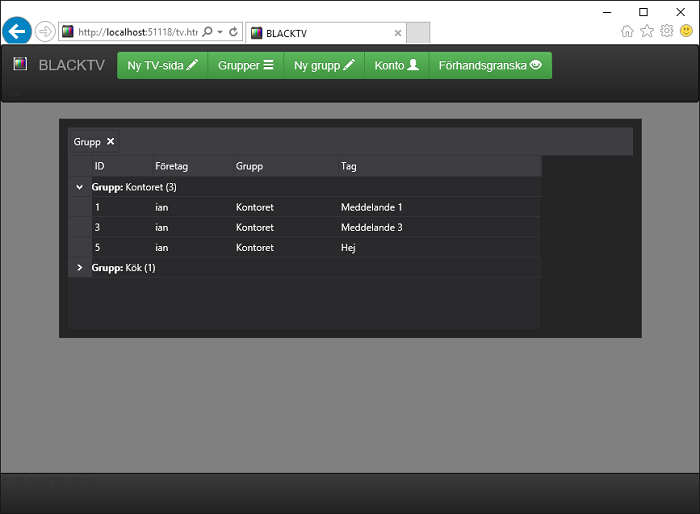 http://localhost:51118/tv.htr
BLACKTV
BLACKTV Ny TV-sida Grupper Ny grupp Konto Förhandsgranska
Grupp
ID Företag Grupp Tag
Grupp: Kontoret (3)
1 ian Kontoret Meddelande 1
3 ian Kontoret Meddelande 3
5 ian Kontoret Hej
Grupp: Kök (1)